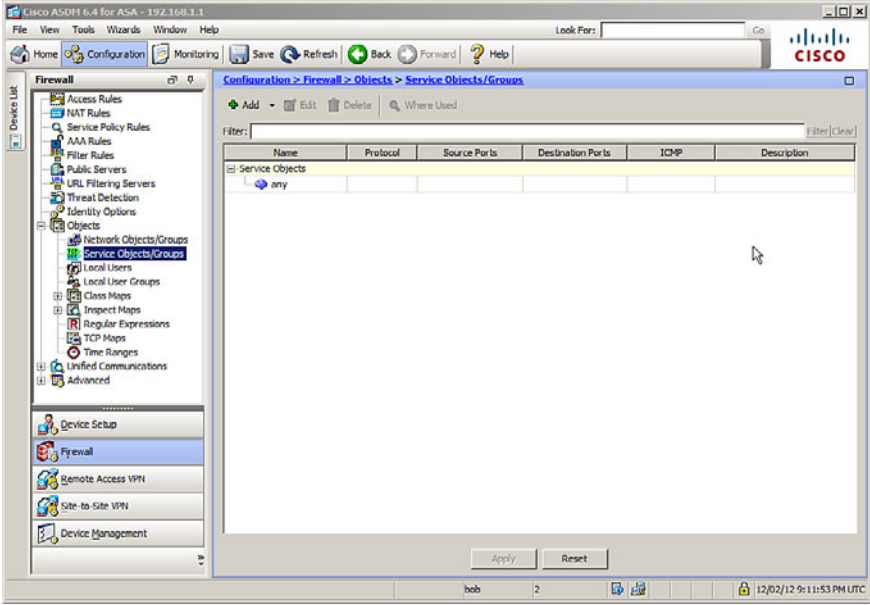 Cisco ASDM 6.4 for ASA - 192.168.1.1
File View Tools Wizards Window Help
Look For: Go
Home Configuration Monitoring Save Refresh Back Forward Help
CISCO
Device List
Firewall
Access Rules
NAT Rules
Service Policy Rules
AAA Rules
Filter Rules
Public Servers
URL Filtering Servers
Threat Detection
Identity Options
Objects
Network Objects/Groups
Service Objects/Groups
Local Users
Local User Groups
Class Maps
Inspect Maps
Regular Expressions
TCP Maps
Time Ranges
Unified Communications
Advanced
Device Setup
Firewall
Remote Access VPN
Site-to-Site VPN
Device Management
Configuration > Firewall > Objects > Service Objects/Groups
Add Edit Delete Where Used
Filter: Filter Clear
Name Protocol Source Ports Destination Ports ICMP Description
Service Objects
any
Apply Reset
bob 2 12/02/12 9:11:53 PM UTC